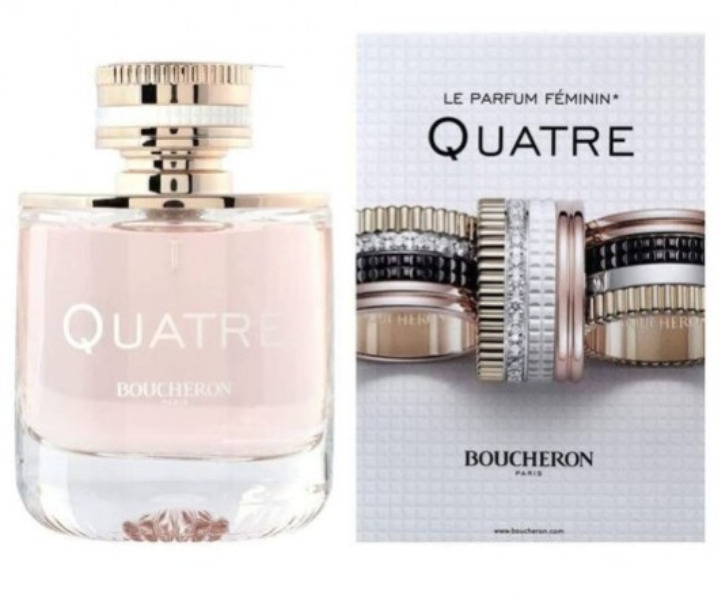 QUATRE
BOUCHERON
PARIS
LE PARFUM FÉMININ*
QUATRE
BOUCHERON
PARIS
www.boucheron.com